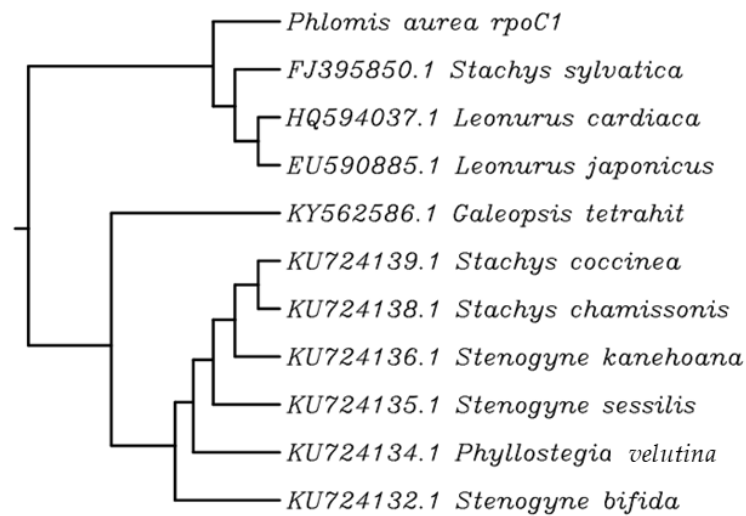 Phlomis aurea rpoC1
FJ395850.1 Stachys sylvatica
HQ594037.1 Leonurus cardiaca
EU590885.1 Leonurus japonicus
KY562586.1 Galeopsis tetrahit
KU724139.1 Stachys coccinea
KU724138.1 Stachys chamissonis
KU724136.1 Stenogyne kanehoana
KU724135.1 Stenogyne sessilis
KU724134.1 Phyllostegia velutina
KU724132.1 Stenogyne bifida